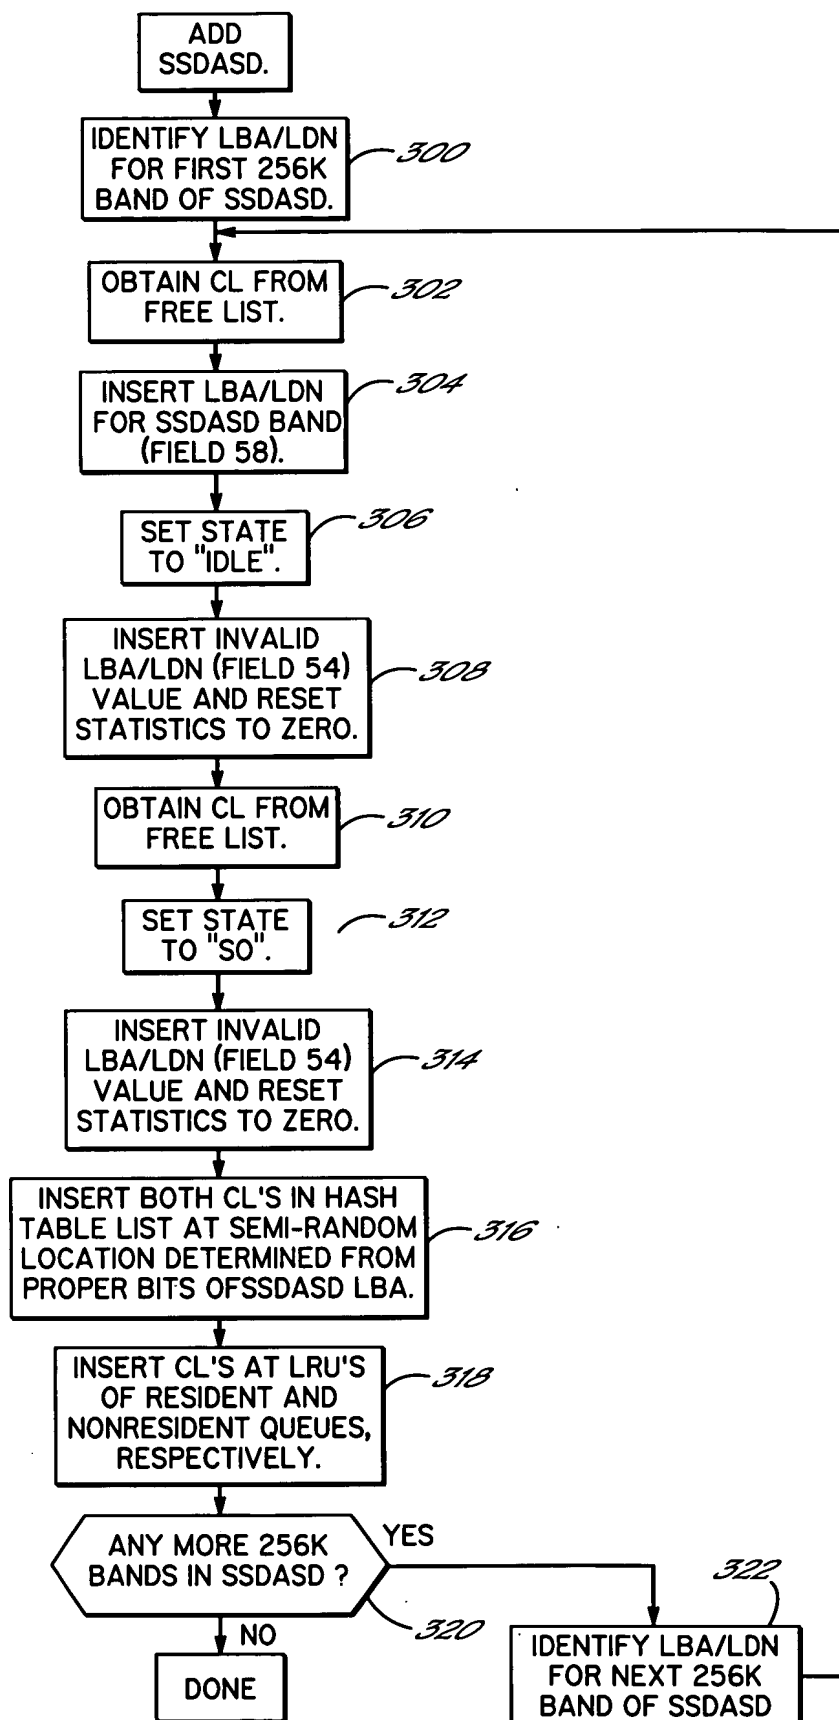 ADD
SSDASD.
IDENTIFY LBA/LDN
FOR FIRST 256K
BAND OF SSDASD.
300
OBTAIN CL FROM
FREE LIST.
302
INSERT LBA/LDN
FOR SSDASD BAND
(FIELD 58).
304
SET STATE
TO "IDLE".
306
INSERT INVALID
LBA/LDN (FIELD 54)
VALUE AND RESET
STATISTICS TO ZERO.
308
OBTAIN CL FROM
FREE LIST.
310
SET STATE
TO "SO".
312
INSERT INVALID
LBA/LDN (FIELD 54)
VALUE AND RESET
STATISTICS TO ZERO.
314
INSERT BOTH CL'S IN HASH
TABLE LIST AT SEMI-RANDOM
LOCATION DETERMINED FROM
PROPER BITS OFSSDASD LBA.
316
INSERT CL'S AT LRU'S
OF RESIDENT AND
NONRESIDENT QUEUES,
RESPECTIVELY.
318
ANY MORE 256K
BANDS IN SSDASD ?
320
YES
NO
DONE
322
IDENTIFY LBA/LDN
FOR NEXT 256K
BAND OF SSDASD